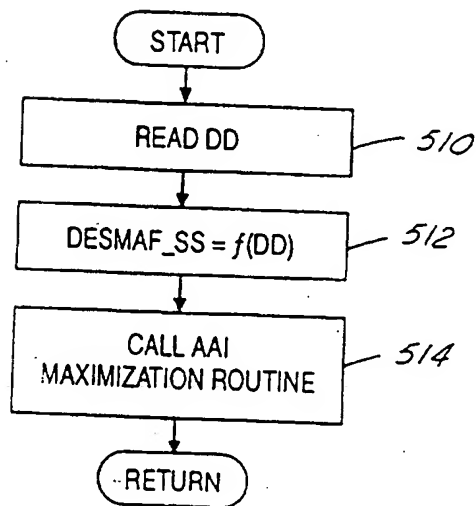 START
READ DD
510
DESMAF_SS = f(DD)
512
CALL AAI
MAXIMIZATION ROUTINE
514
RETURN